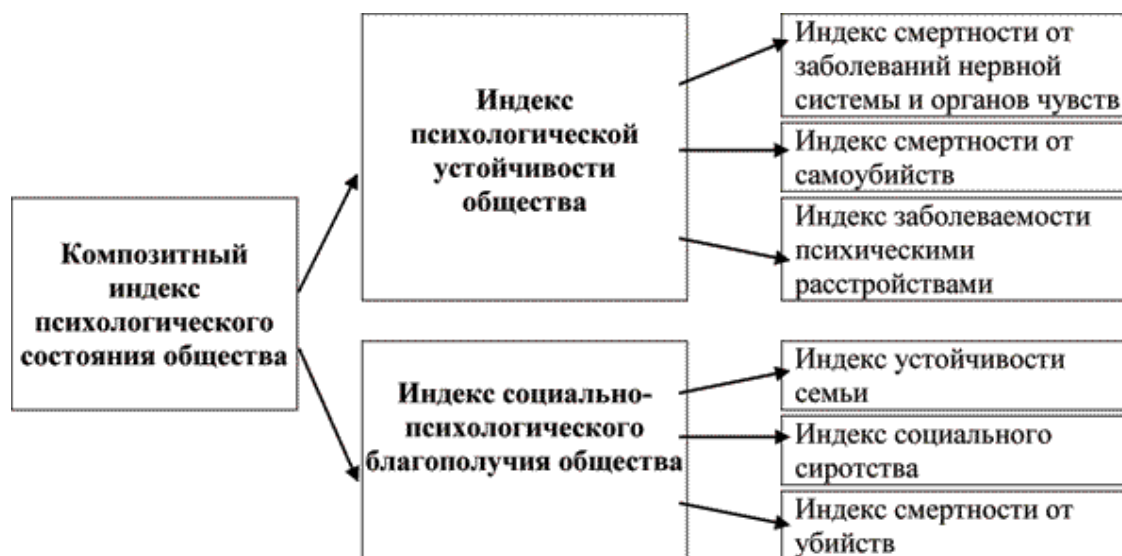 Композитный
индекс
психологического
состояния общества
Индекс
психологической
устойчивости
общества
Индекс смертности от
заболеваний нервной
системы и органов чувств
Индекс смертности от
самоубийств
Индекс заболеваемости
психическими
расстройствами
Индекс социально-
психологического
благополучия общества
Индекс устойчивости
семьи
Индекс социального
сиротства
Индекс смертности от
убийств